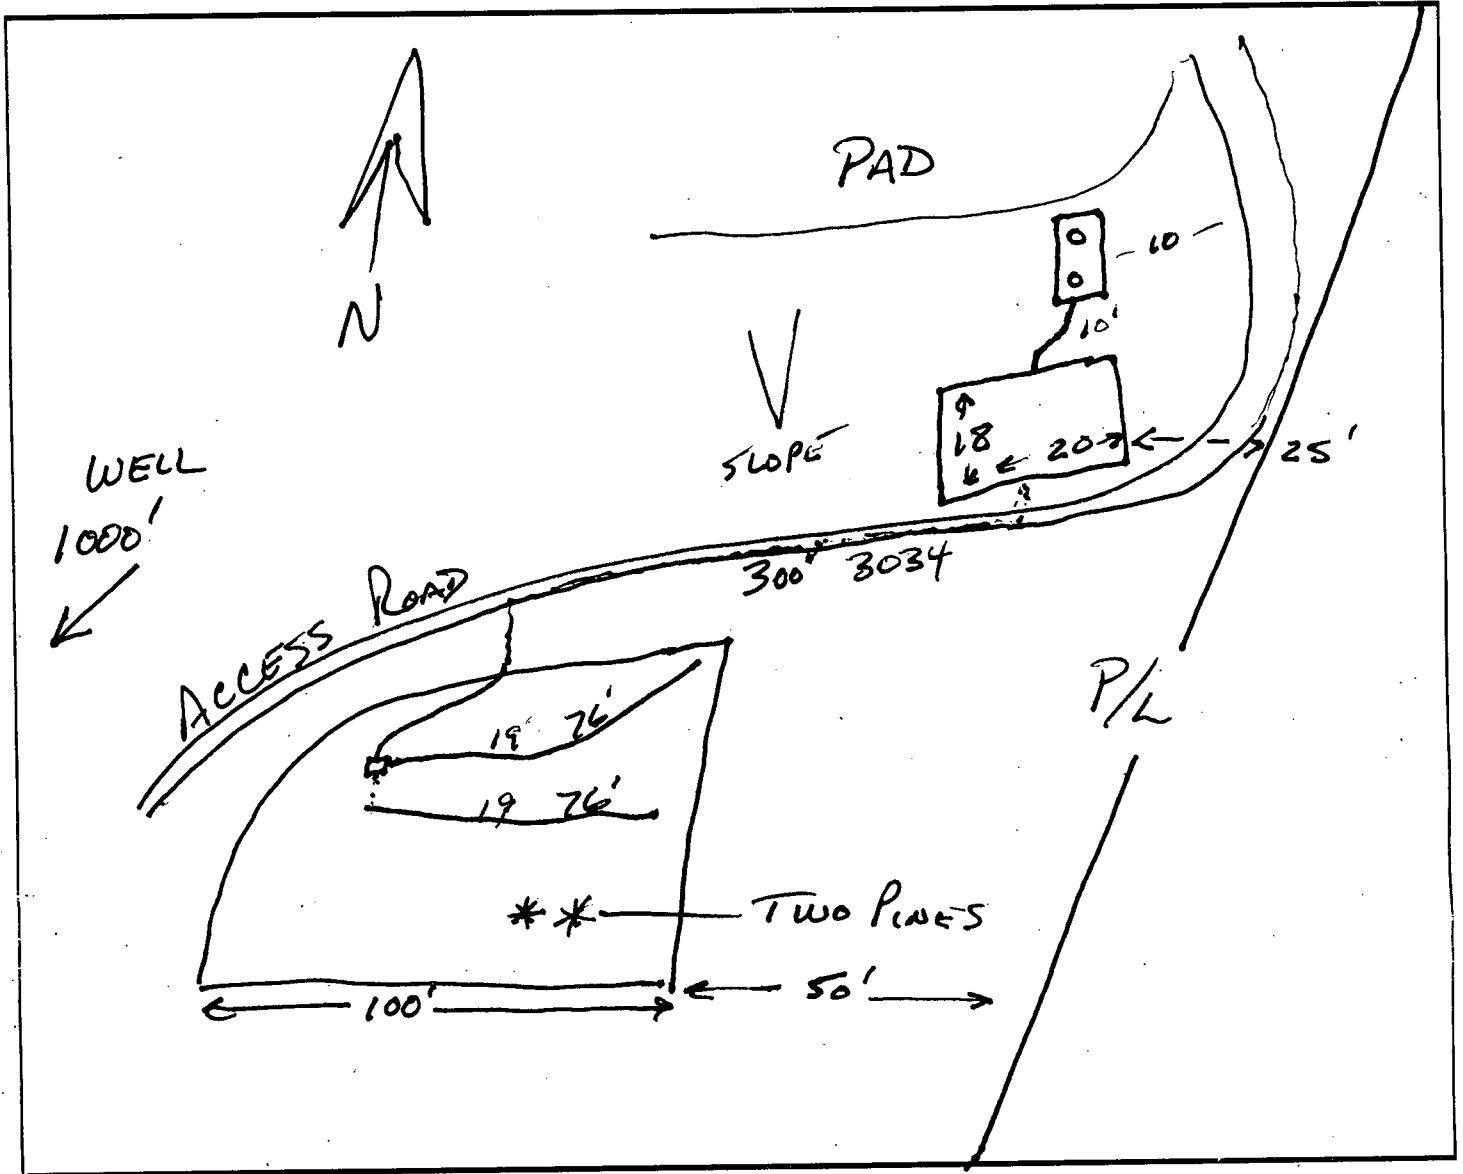 PAD
10
N
10'
18
20
25'
SLOPE
WELL
1000'
300' 3034
ACCESS ROAD
P/L
19 76'
19 76'
TWO PINES
100'
50'